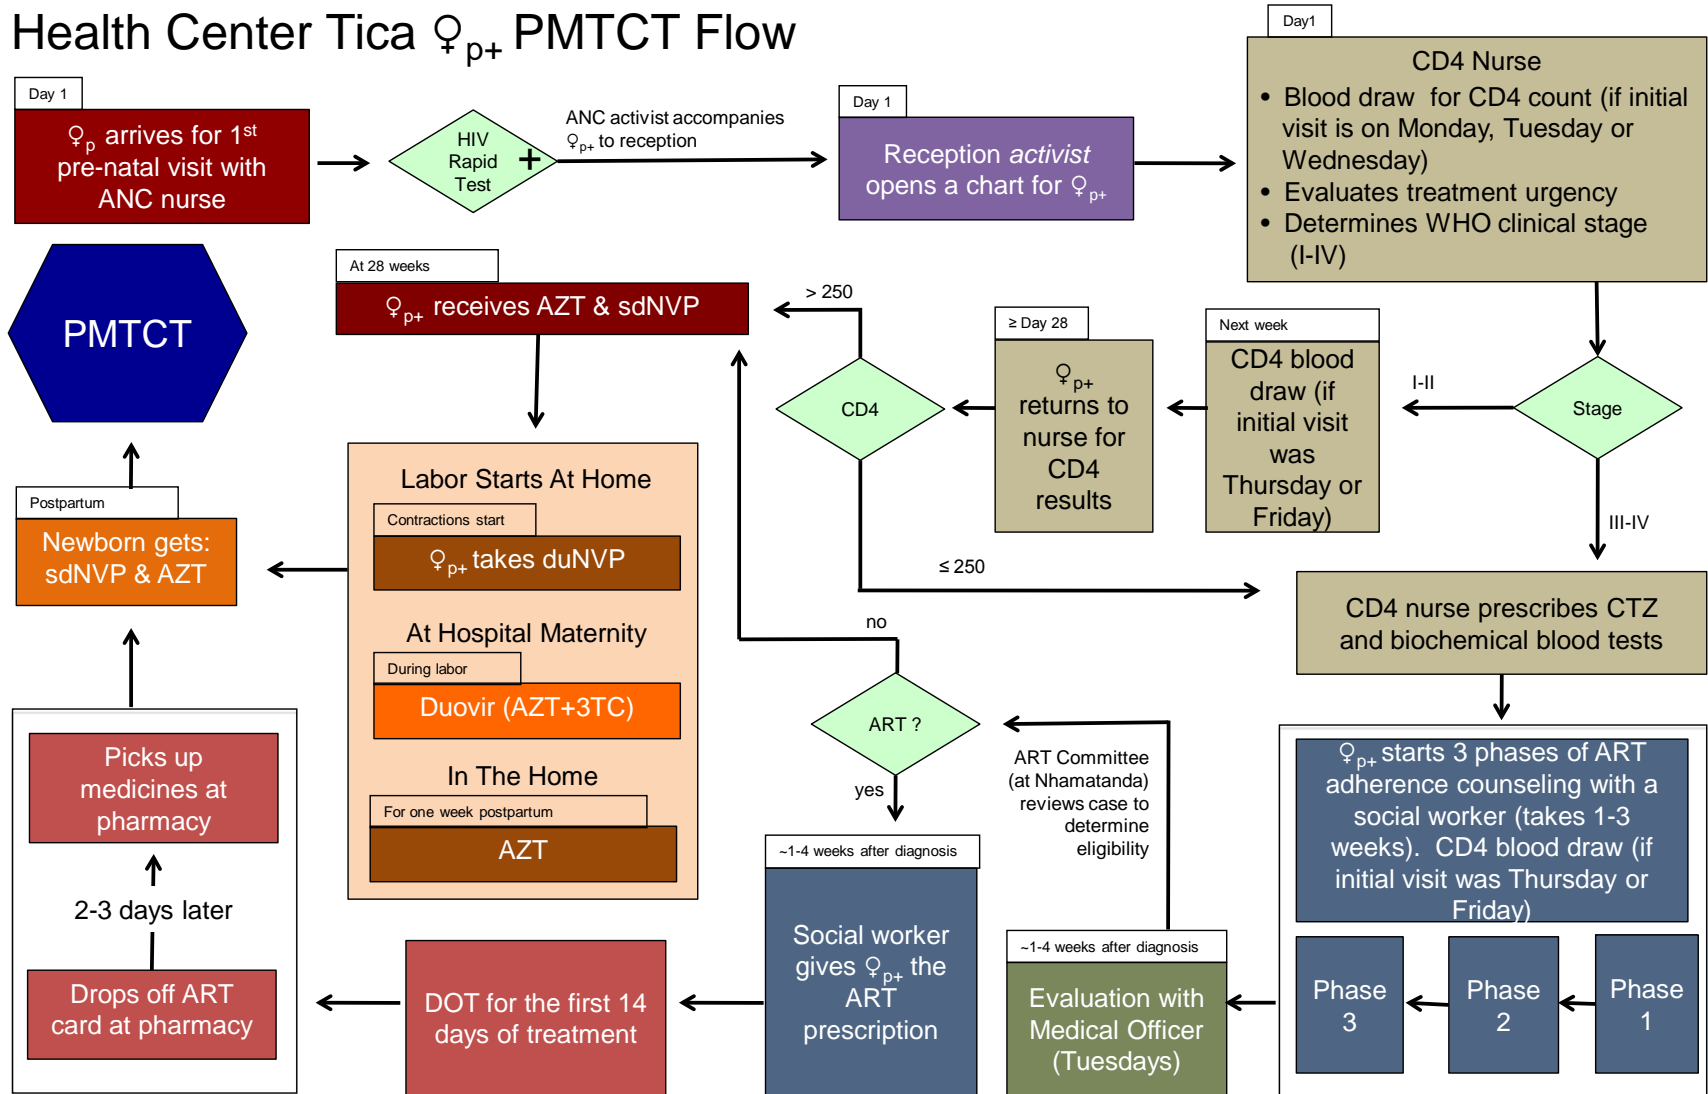 Health Center Tica ♀p+ PMTCT Flow
Day 1
♀p arrives for 1st
pre-natal visit with
ANC nurse
HIV
Rapid
Test
+
ANC activist accompanies
♀p+ to reception
Day 1
Reception activist
opens a chart for ♀p+
Day1
CD4 Nurse
• Blood draw for CD4 count (if initial
visit is on Monday, Tuesday or
Wednesday)
• Evaluates treatment urgency
• Determines WHO clinical stage
(I-IV)
Stage
I-II
III-IV
Next week
CD4 blood
draw (if
initial visit
was
Thursday or
Friday)
≥ Day 28
♀p+
returns to
nurse for
CD4
results
CD4
> 250
≤ 250
At 28 weeks
♀p+ receives AZT & sdNVP
PMTCT
Labor Starts At Home
Contractions start
♀p+ takes duNVP
At Hospital Maternity
During labor
Duovir (AZT+3TC)
In The Home
For one week postpartum
AZT
Postpartum
Newborn gets:
sdNVP & AZT
CD4 nurse prescribes CTZ
and biochemical blood tests
♀p+ starts 3 phases of ART
adherence counseling with a
social worker (takes 1-3
weeks). CD4 blood draw (if
initial visit was Thursday or
Friday)
Phase
1
Phase
2
Phase
3
~1-4 weeks after diagnosis
Evaluation with
Medical Officer
(Tuesdays)
ART Committee
(at Nhamatanda)
reviews case to
determine
eligibility
ART ?
no
yes
~1-4 weeks after diagnosis
Social worker
gives ♀p+ the
ART
prescription
DOT for the first 14
days of treatment
Drops off ART
card at pharmacy
2-3 days later
Picks up
medicines at
pharmacy